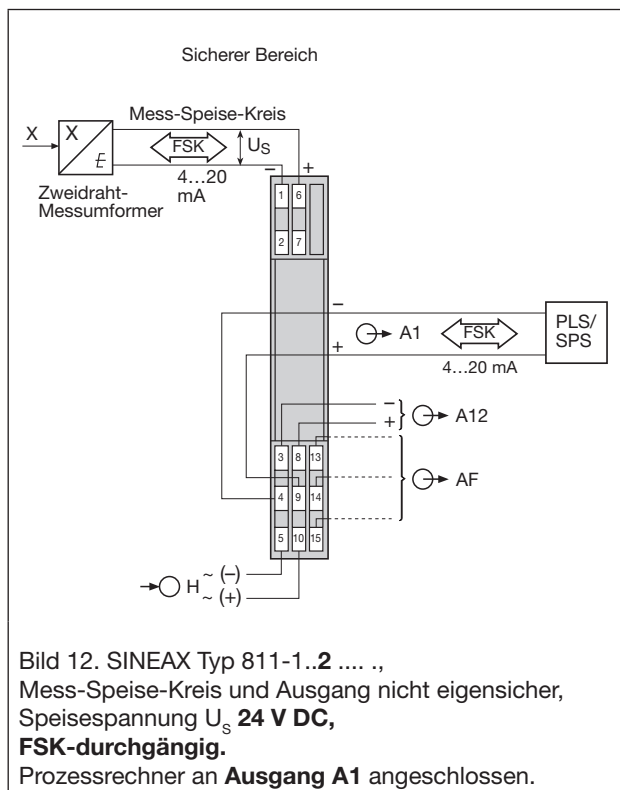 Sicherer Bereich
Mess-Speise-Kreis
X
X
E
FSK
U_S
− +
4…20
mA
Zweidraht-
Messumformer
1 6
2 7
−
A1
FSK
PLS/
SPS
+
4…20 mA
−
+
A12
3 8 13
AF
4 9 14
5 10 15
H
~ (−)
~ (+)
Bild 12. SINEAX Typ 811-1..2 .... .,
Mess-Speise-Kreis und Ausgang nicht eigensicher,
Speisespannung U_S 24 V DC,
FSK-durchgängig.
Prozessrechner an Ausgang A1 angeschlossen.